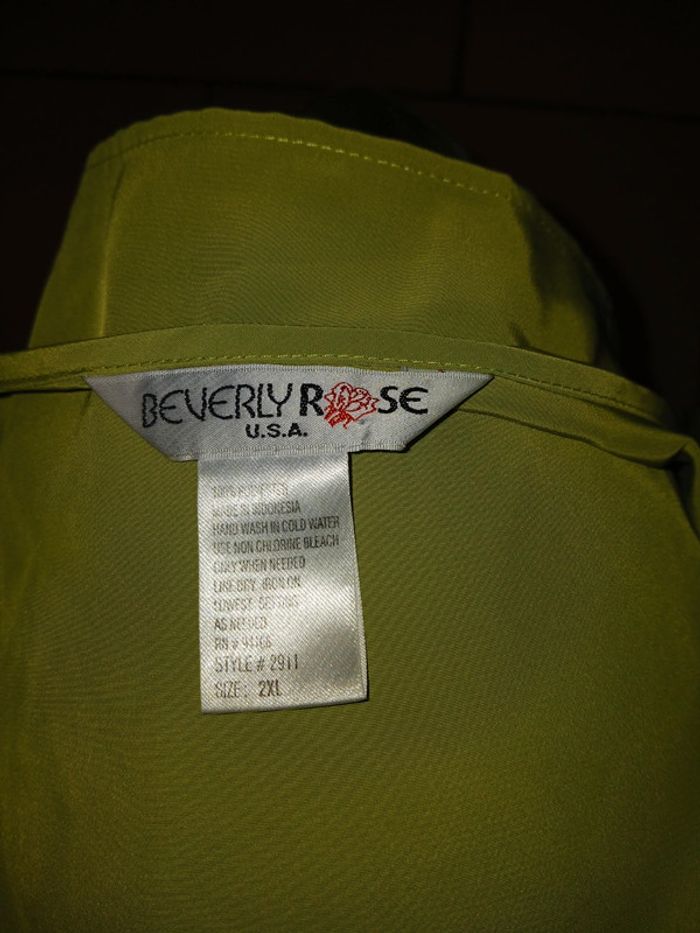 BEVERLY ROSE
U.S.A.
100% POLYESTER
MADE IN INDONESIA
HAND WASH IN COLD WATER
USE NON CHLORINE BLEACH
ONLY WHEN NEEDED
LINE DRY. IRON ON
LOWEST SETTING
AS NEEDED
RN #
STYLE # 2911
SIZE : 2XL